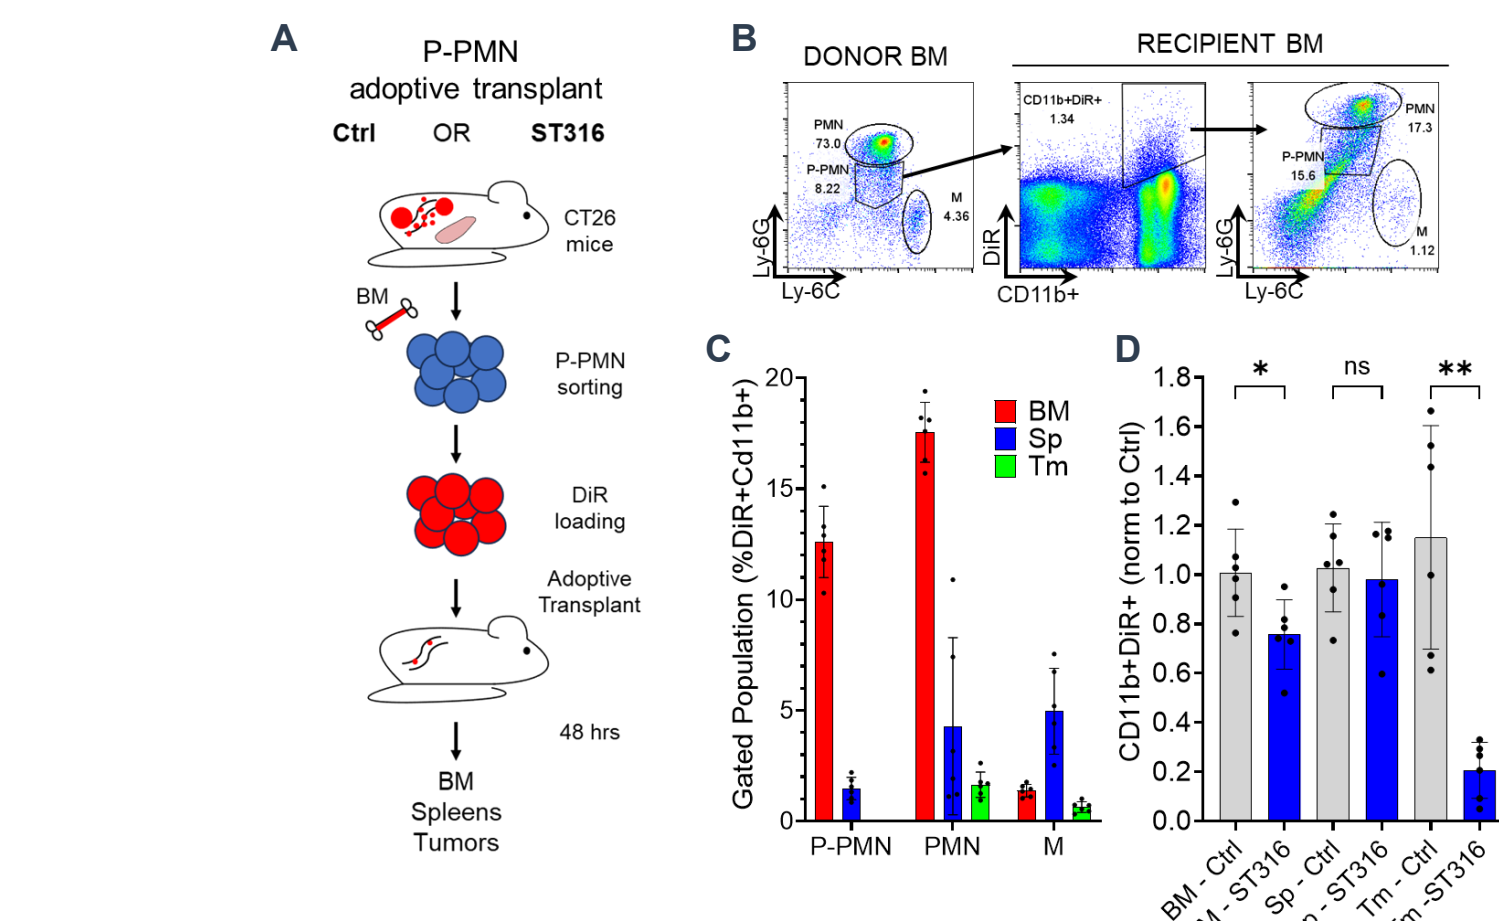 A
P-PMN
adoptive transplant
Ctrl OR ST316
CT26
mice
BM
P-PMN
sorting
DiR
loading
Adoptive
Transplant
48 hrs
BM
Spleens
Tumors
B
DONOR BM
RECIPIENT BM
PMN
73.0
P-PMN
8.22
M
4.36
Ly-6G
Ly-6C
CD11b+DiR+
1.34
DiR
CD11b+
PMN
17.3
P-PMN
15.6
M
1.12
Ly-6G
Ly-6C
C
Gated Population (%DiR+Cd11b+)
20
15
10
5
0
BM
Sp
Tm
P-PMN PMN M
D
CD11b+DiR+ (norm to Ctrl)
* ns **
1.8
1.6
1.4
1.2
1.0
0.8
0.6
0.4
0.2
0.0
BM - Ctrl
M - ST316
Sp - Ctrl
p - ST316
Tm - Ctrl
m -ST316